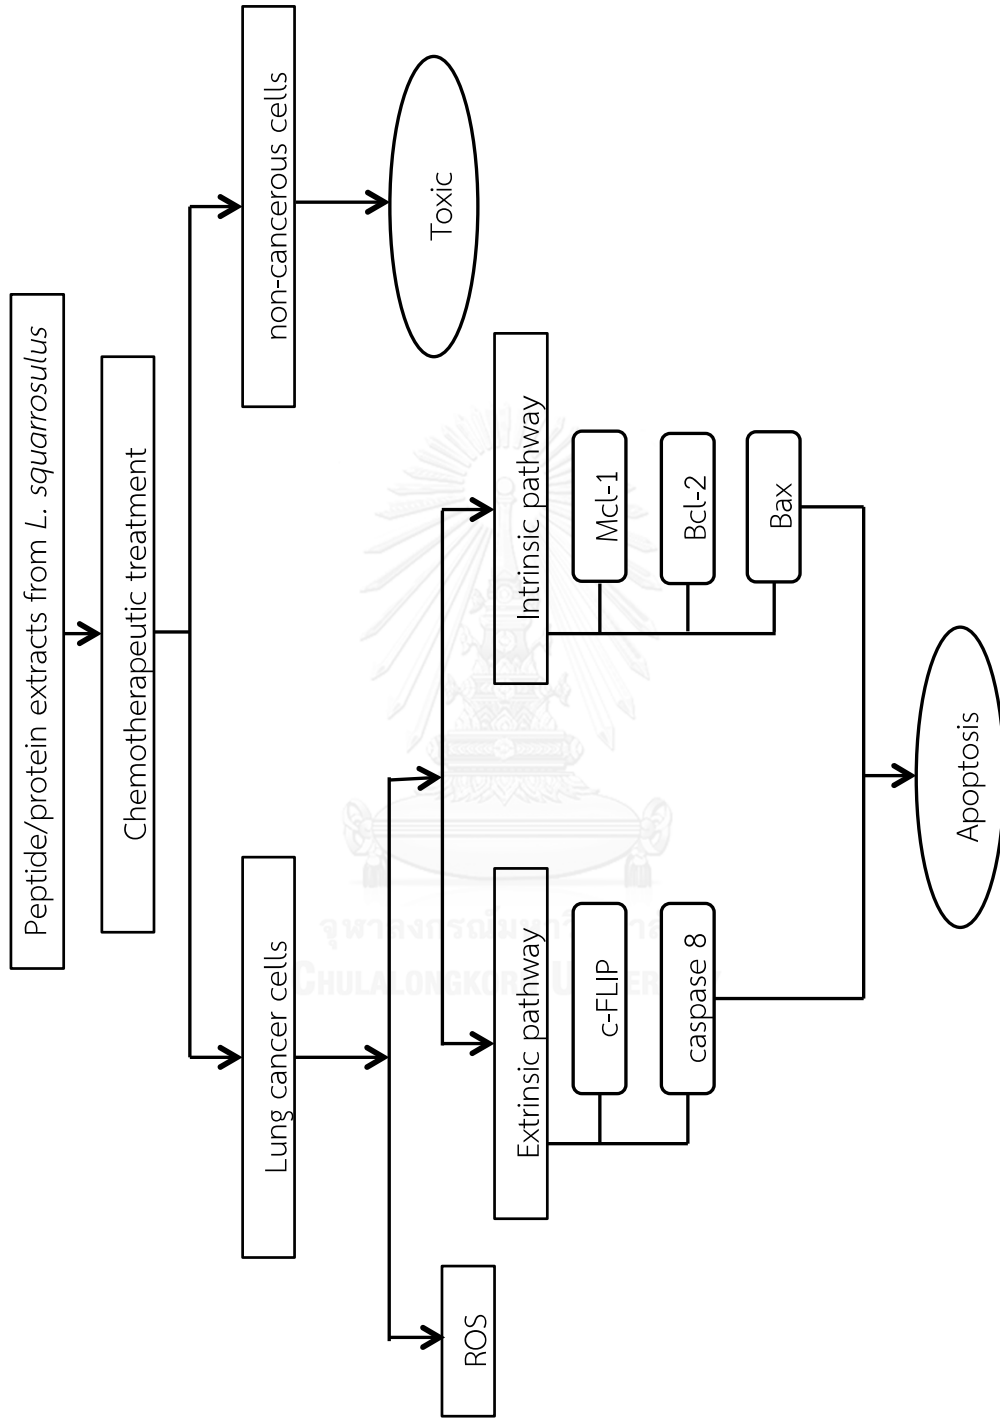 Peptide/protein extracts from L. squarrosulus
Chemotherapeutic treatment
Lung cancer cells
non-cancerous cells
Toxic
ROS
Extrinsic pathway
c-FLIP
caspase 8
Intrinsic pathway
Mcl-1
Bcl-2
Bax
Apoptosis
CHULALONGKORN